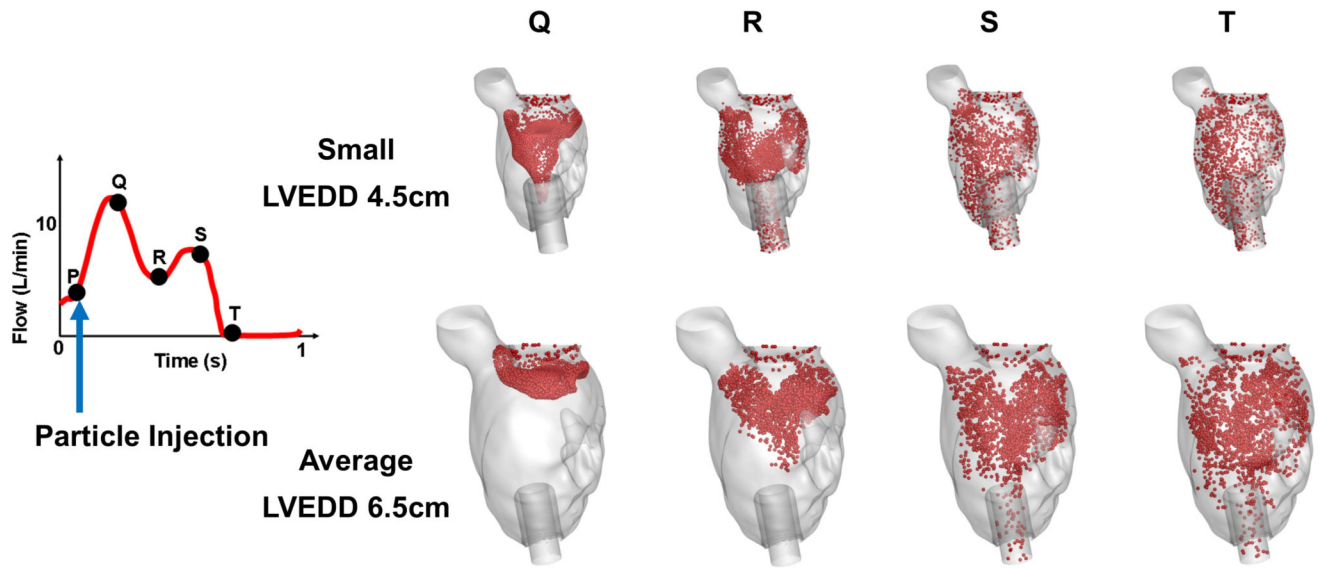 Q R S T
Small
LVEDD 4.5cm
Q
10
S
R
P
T
Flow (L/min)
0
Time (s)
1
Particle Injection
Average
LVEDD 6.5cm